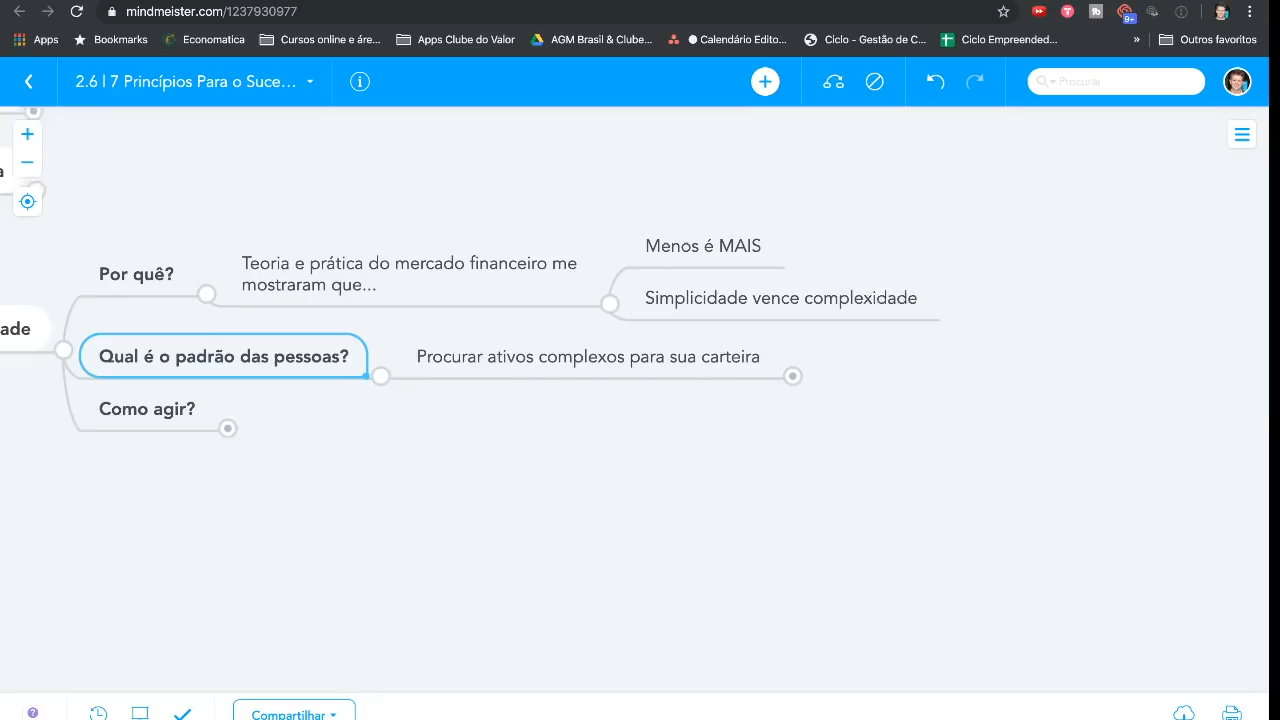 mindmeister.com/1237930977
9+
Apps
Bookmarks
Economatica
Cursos online e áre...
Apps Clube do Valor
AGM Brasil & Clube...
Calendário Edito...
Ciclo - Gestão de C...
Ciclo Empreended...
»
Outros favoritos
2.6 | 7 Princípios Para o Suce...
Procurar
a
Menos é MAIS
Por quê?
Teoria e prática do mercado financeiro me
mostraram que...
Simplicidade vence complexidade
ade
Qual é o padrão das pessoas?
Procurar ativos complexos para sua carteira
Como agir?
Compartilhar